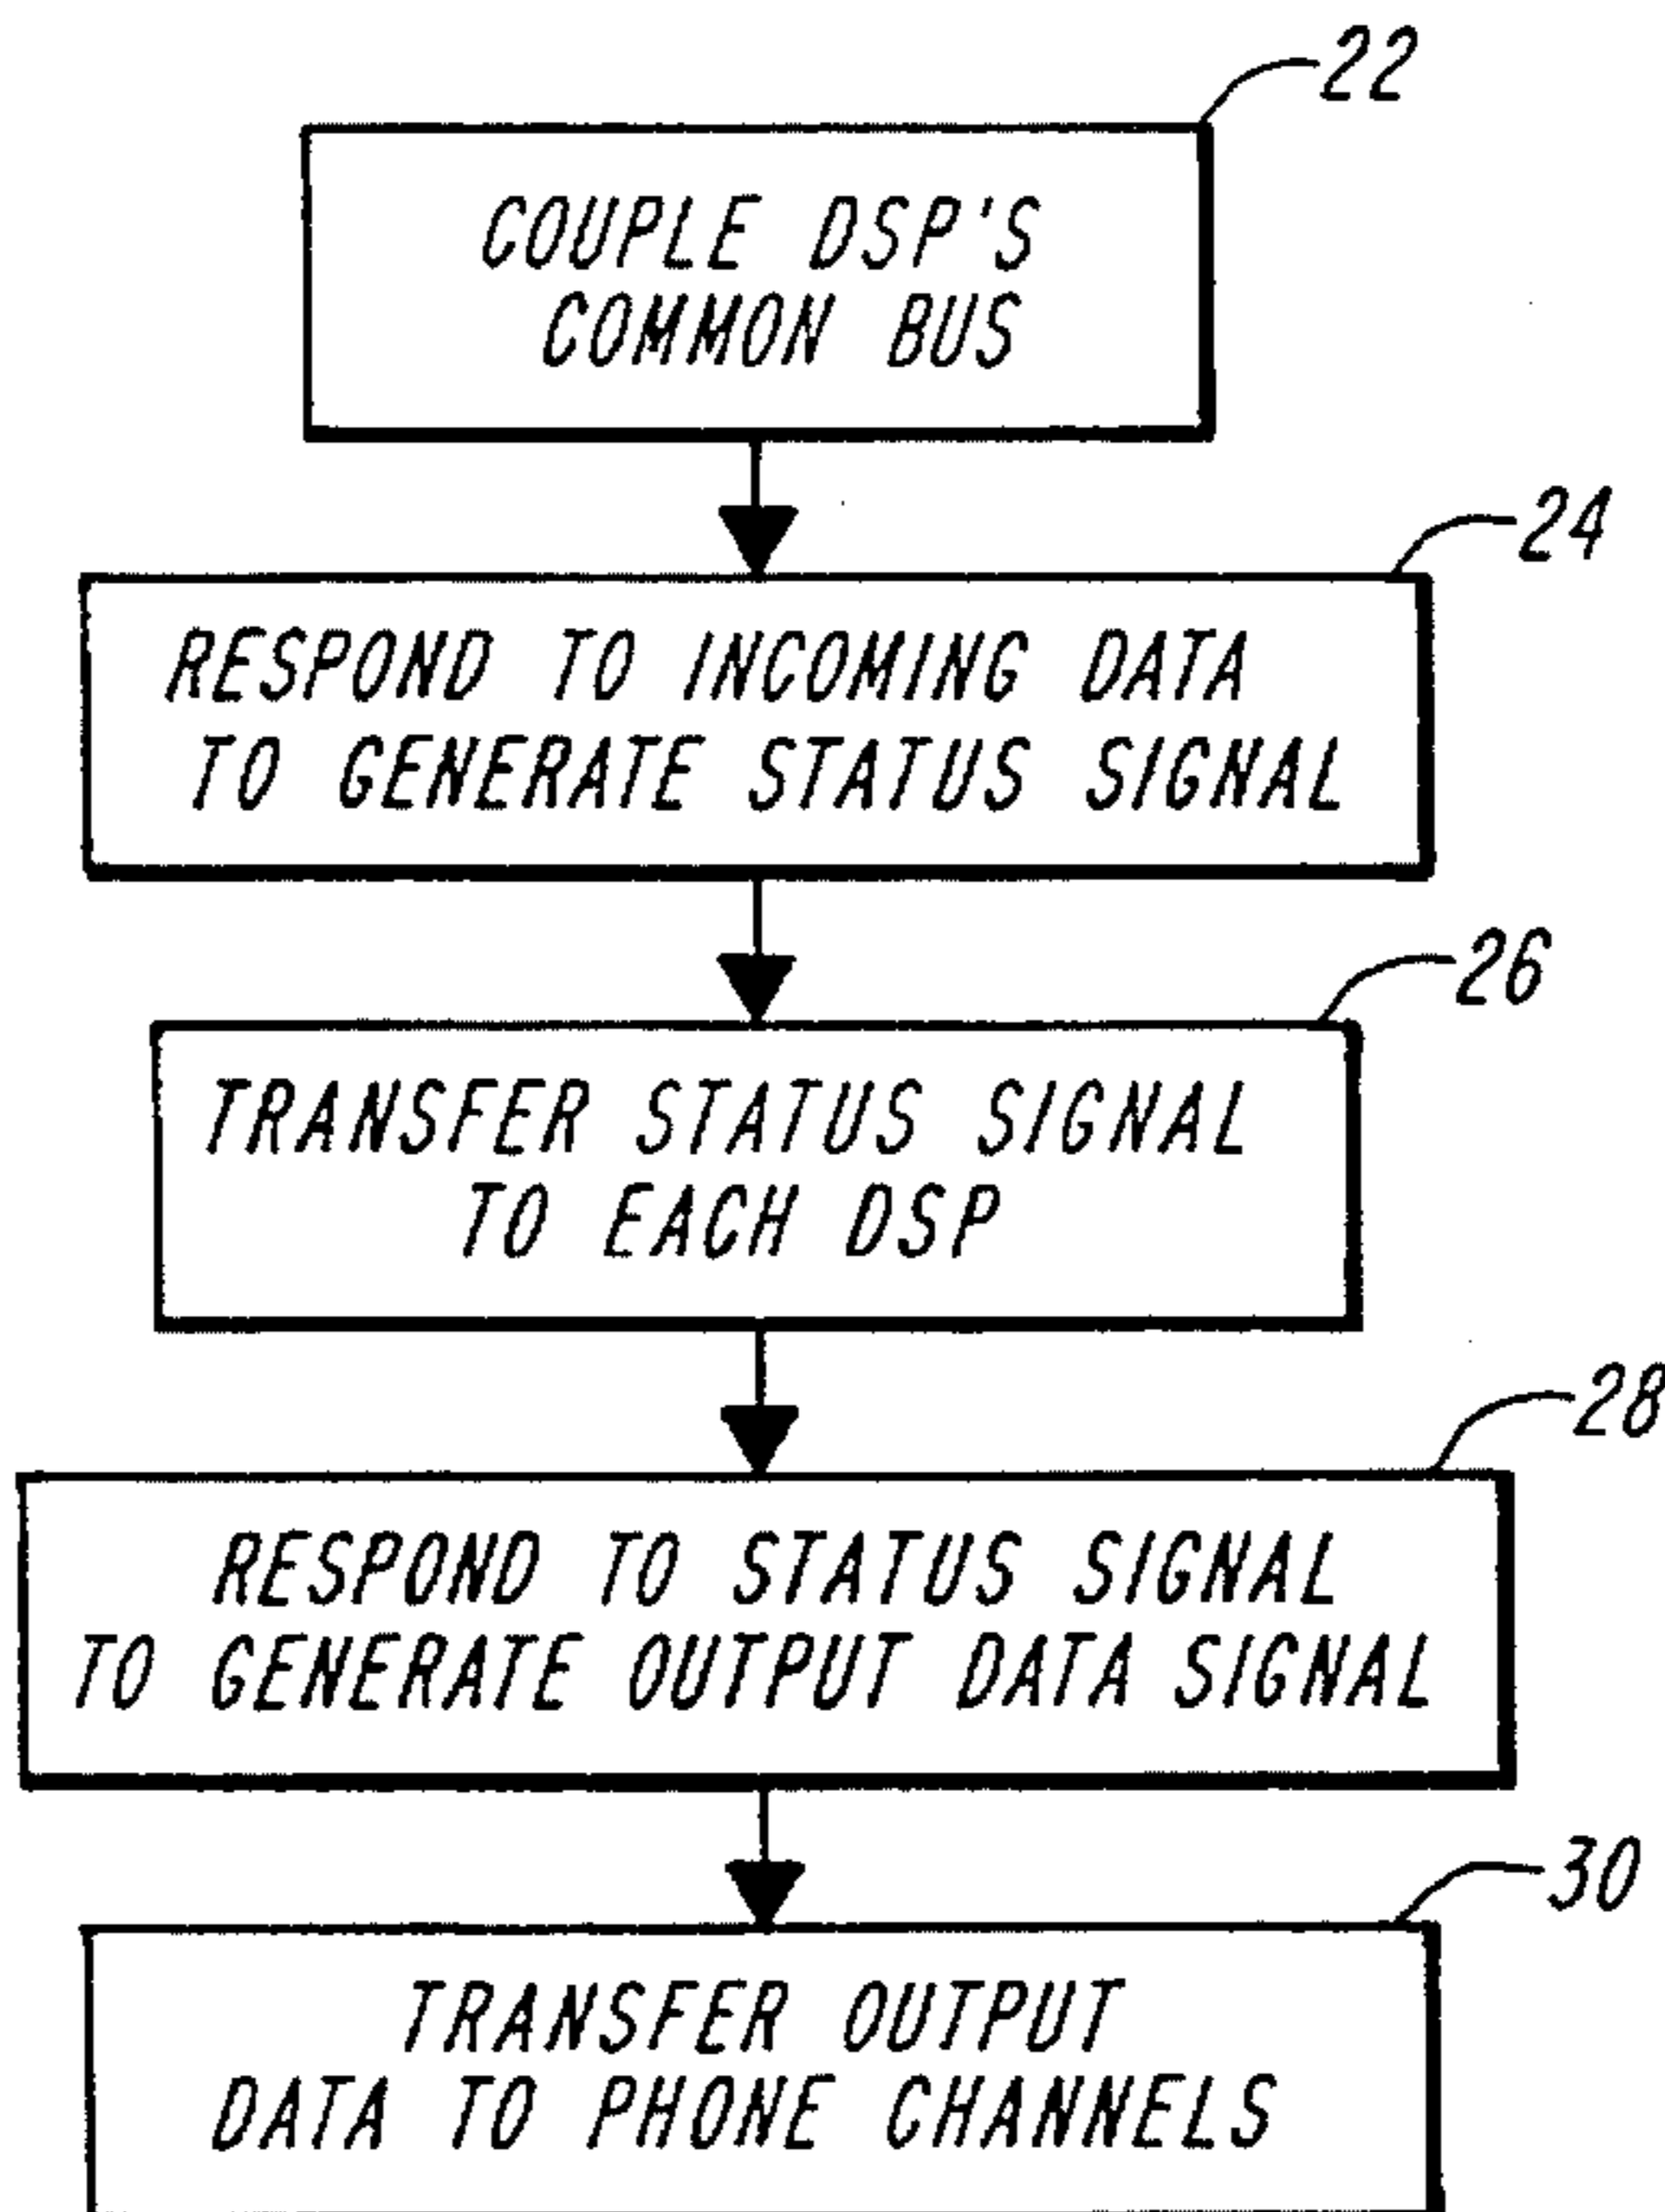 22
COUPLE DSP'S
COMMON BUS
24
RESPOND TO INCOMING DATA
TO GENERATE STATUS SIGNAL
26
TRANSFER STATUS SIGNAL
TO EACH DSP
28
RESPOND TO STATUS SIGNAL
TO GENERATE OUTPUT DATA SIGNAL
30
TRANSFER OUTPUT
DATA TO PHONE CHANNELS